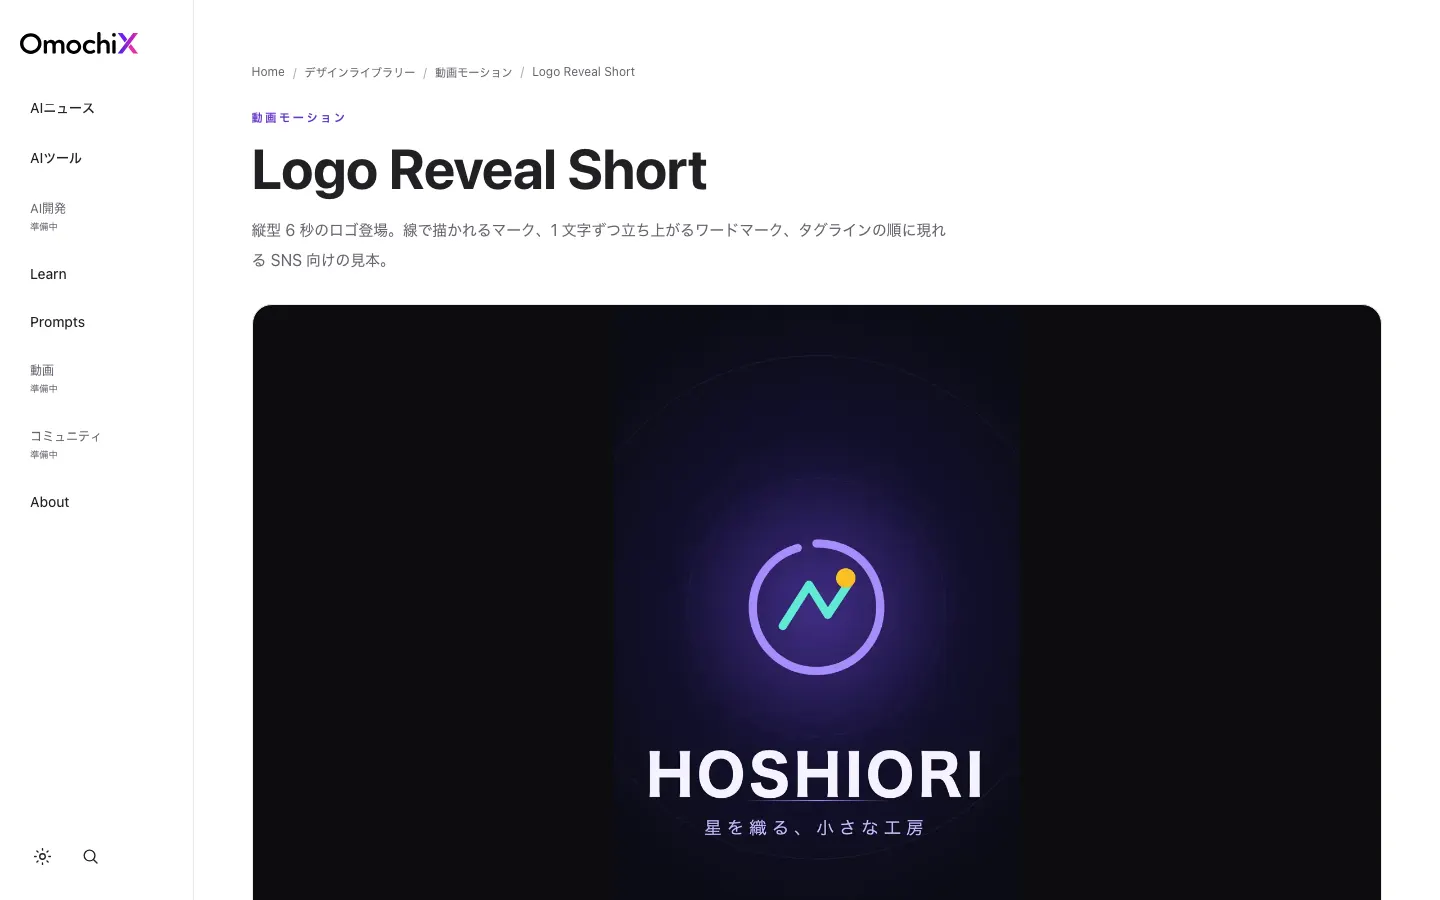 OmochiX
AIニュース
AIツール
AI開発
準備中
Learn
Prompts
動画
準備中
コミュニティ
準備中
About
Home / デザインライブラリー / 動画モーション / Logo Reveal Short
動画モーション
Logo Reveal Short
縦型 6 秒のロゴ登場。線で描かれるマーク、1 文字ずつ立ち上がるワードマーク、タグラインの順に現れ
る SNS 向けの見本。
HOSHIORI
星を織る、小さな工房